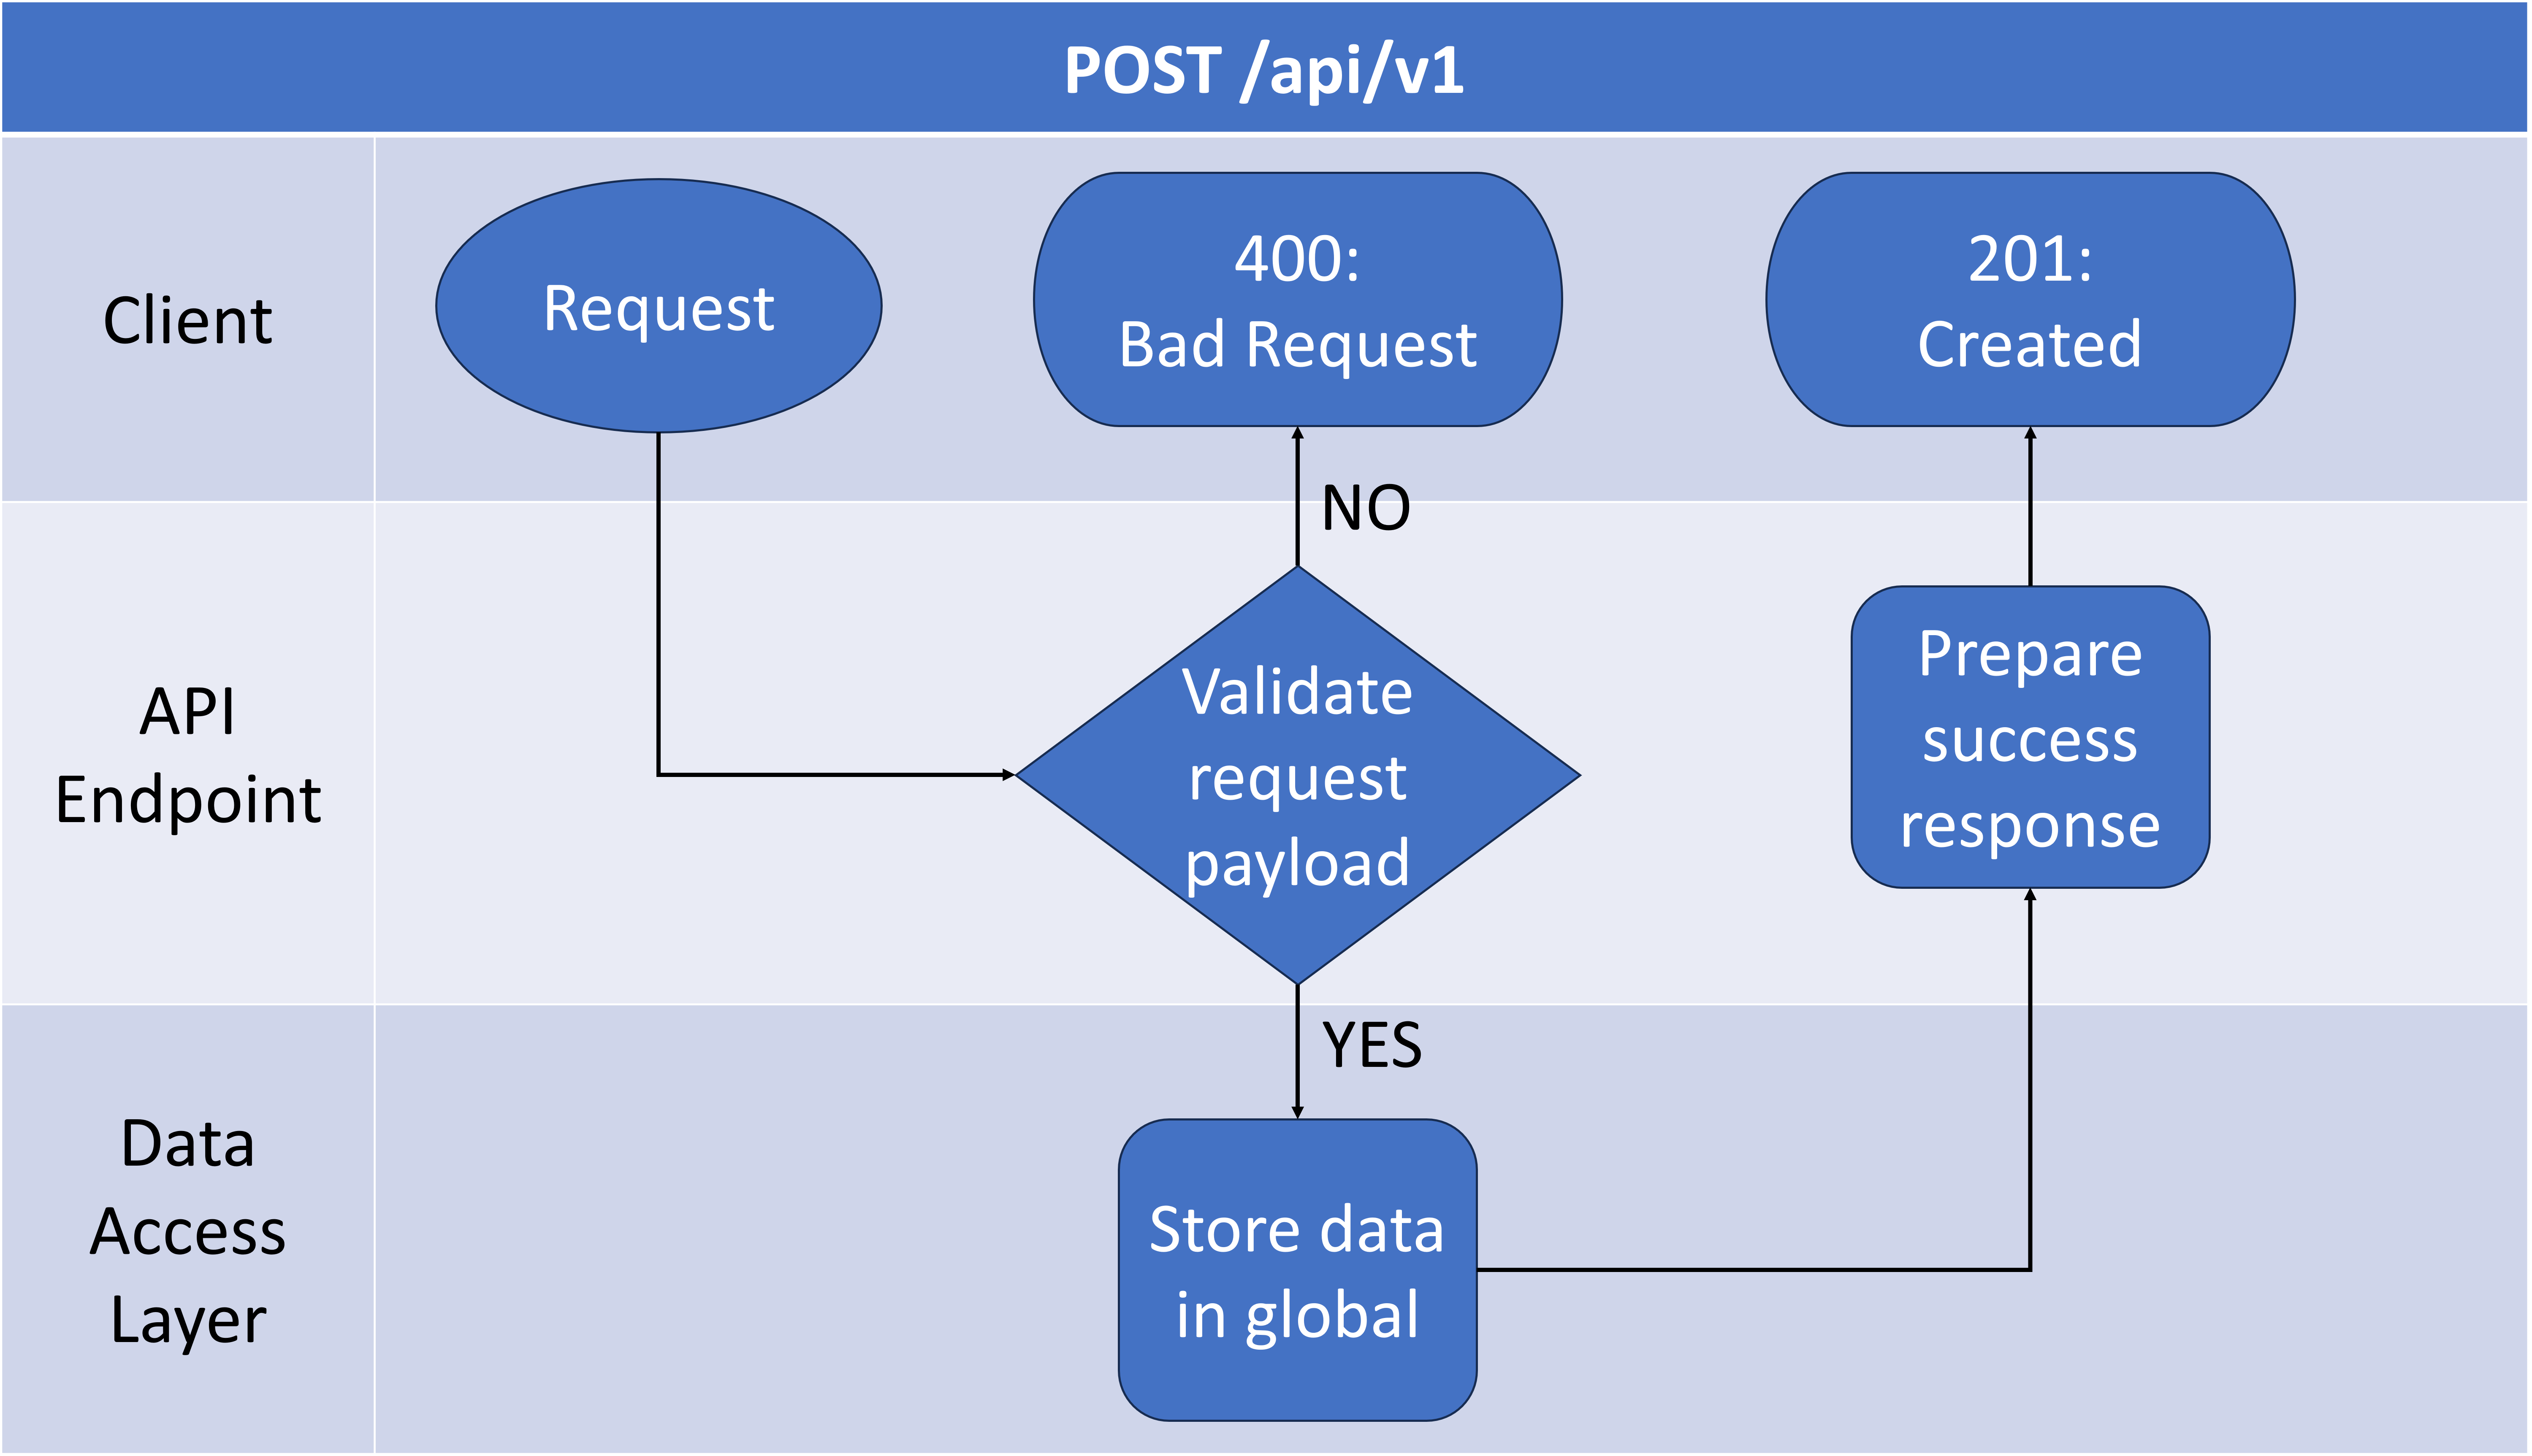 POST /api/v1
Client
Request
400:
Bad Request
201:
Created
NO
API
Endpoint
Validate
request
payload
Prepare
success
response
YES
Data
Access
Layer
Store data
in global